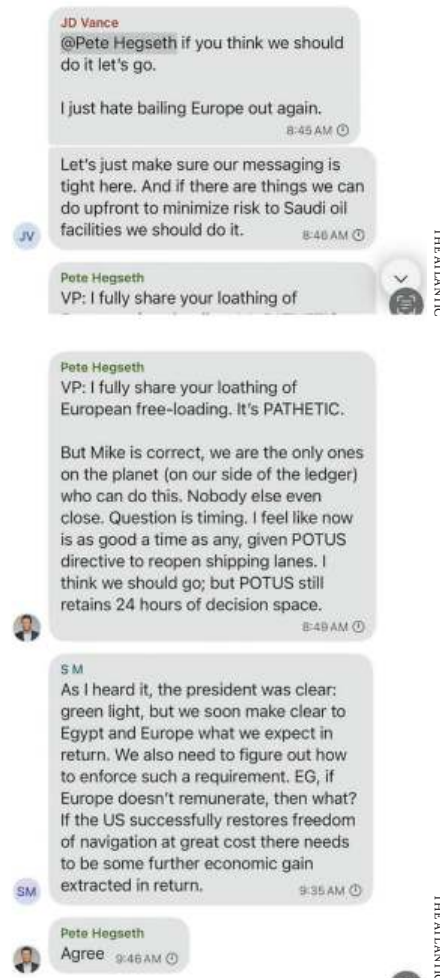 JD Vance
@Pete Hegseth if you think we should
do it let's go.
I just hate bailing Europe out again.
8:45 AM
Let's just make sure our messaging is
tight here. And if there are things we can
do upfront to minimize risk to Saudi oil
facilities we should do it.
8:46 AM
JV
Pete Hegseth
VP: I fully share your loathing of
THE ATLANTIC
Pete Hegseth
VP: I fully share your loathing of
European free-loading. It's PATHETIC.
But Mike is correct, we are the only ones
on the planet (on our side of the ledger)
who can do this. Nobody else even
close. Question is timing. I feel like now
is as good a time as any, given POTUS
directive to reopen shipping lanes. I
think we should go; but POTUS still
retains 24 hours of decision space.
8:49 AM
S M
As I heard it, the president was clear:
green light, but we soon make clear to
Egypt and Europe what we expect in
return. We also need to figure out how
to enforce such a requirement. EG, if
Europe doesn't remunerate, then what?
If the US successfully restores freedom
of navigation at great cost there needs
to be some further economic gain
extracted in return.
9:35 AM
SM
Pete Hegseth
Agree 9:46 AM
THE ATLANTIC